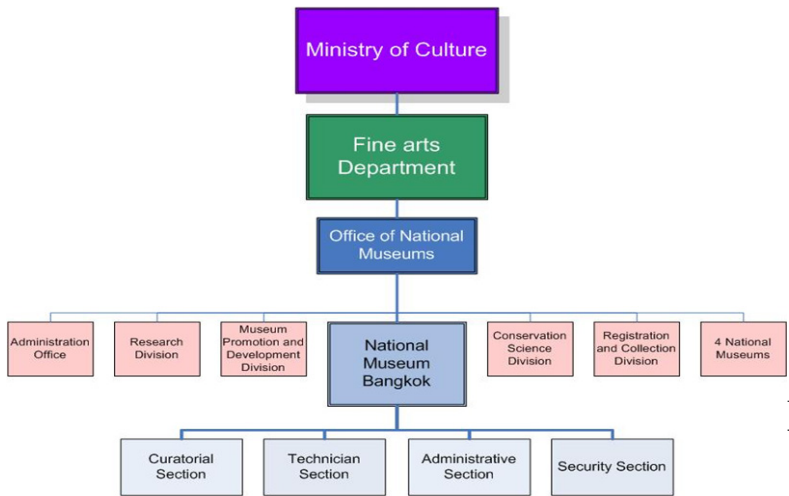 Ministry of Culture
Fine arts
Department
Office of National
Museums
Administration
Office
Research
Division
Museum
Promotion and
Development
Division
National
Museum
Bangkok
Conservation
Science
Division
Registration
and Collection
Division
4 National
Museums
Curatorial
Section
Technician
Section
Administrative
Section
Security Section